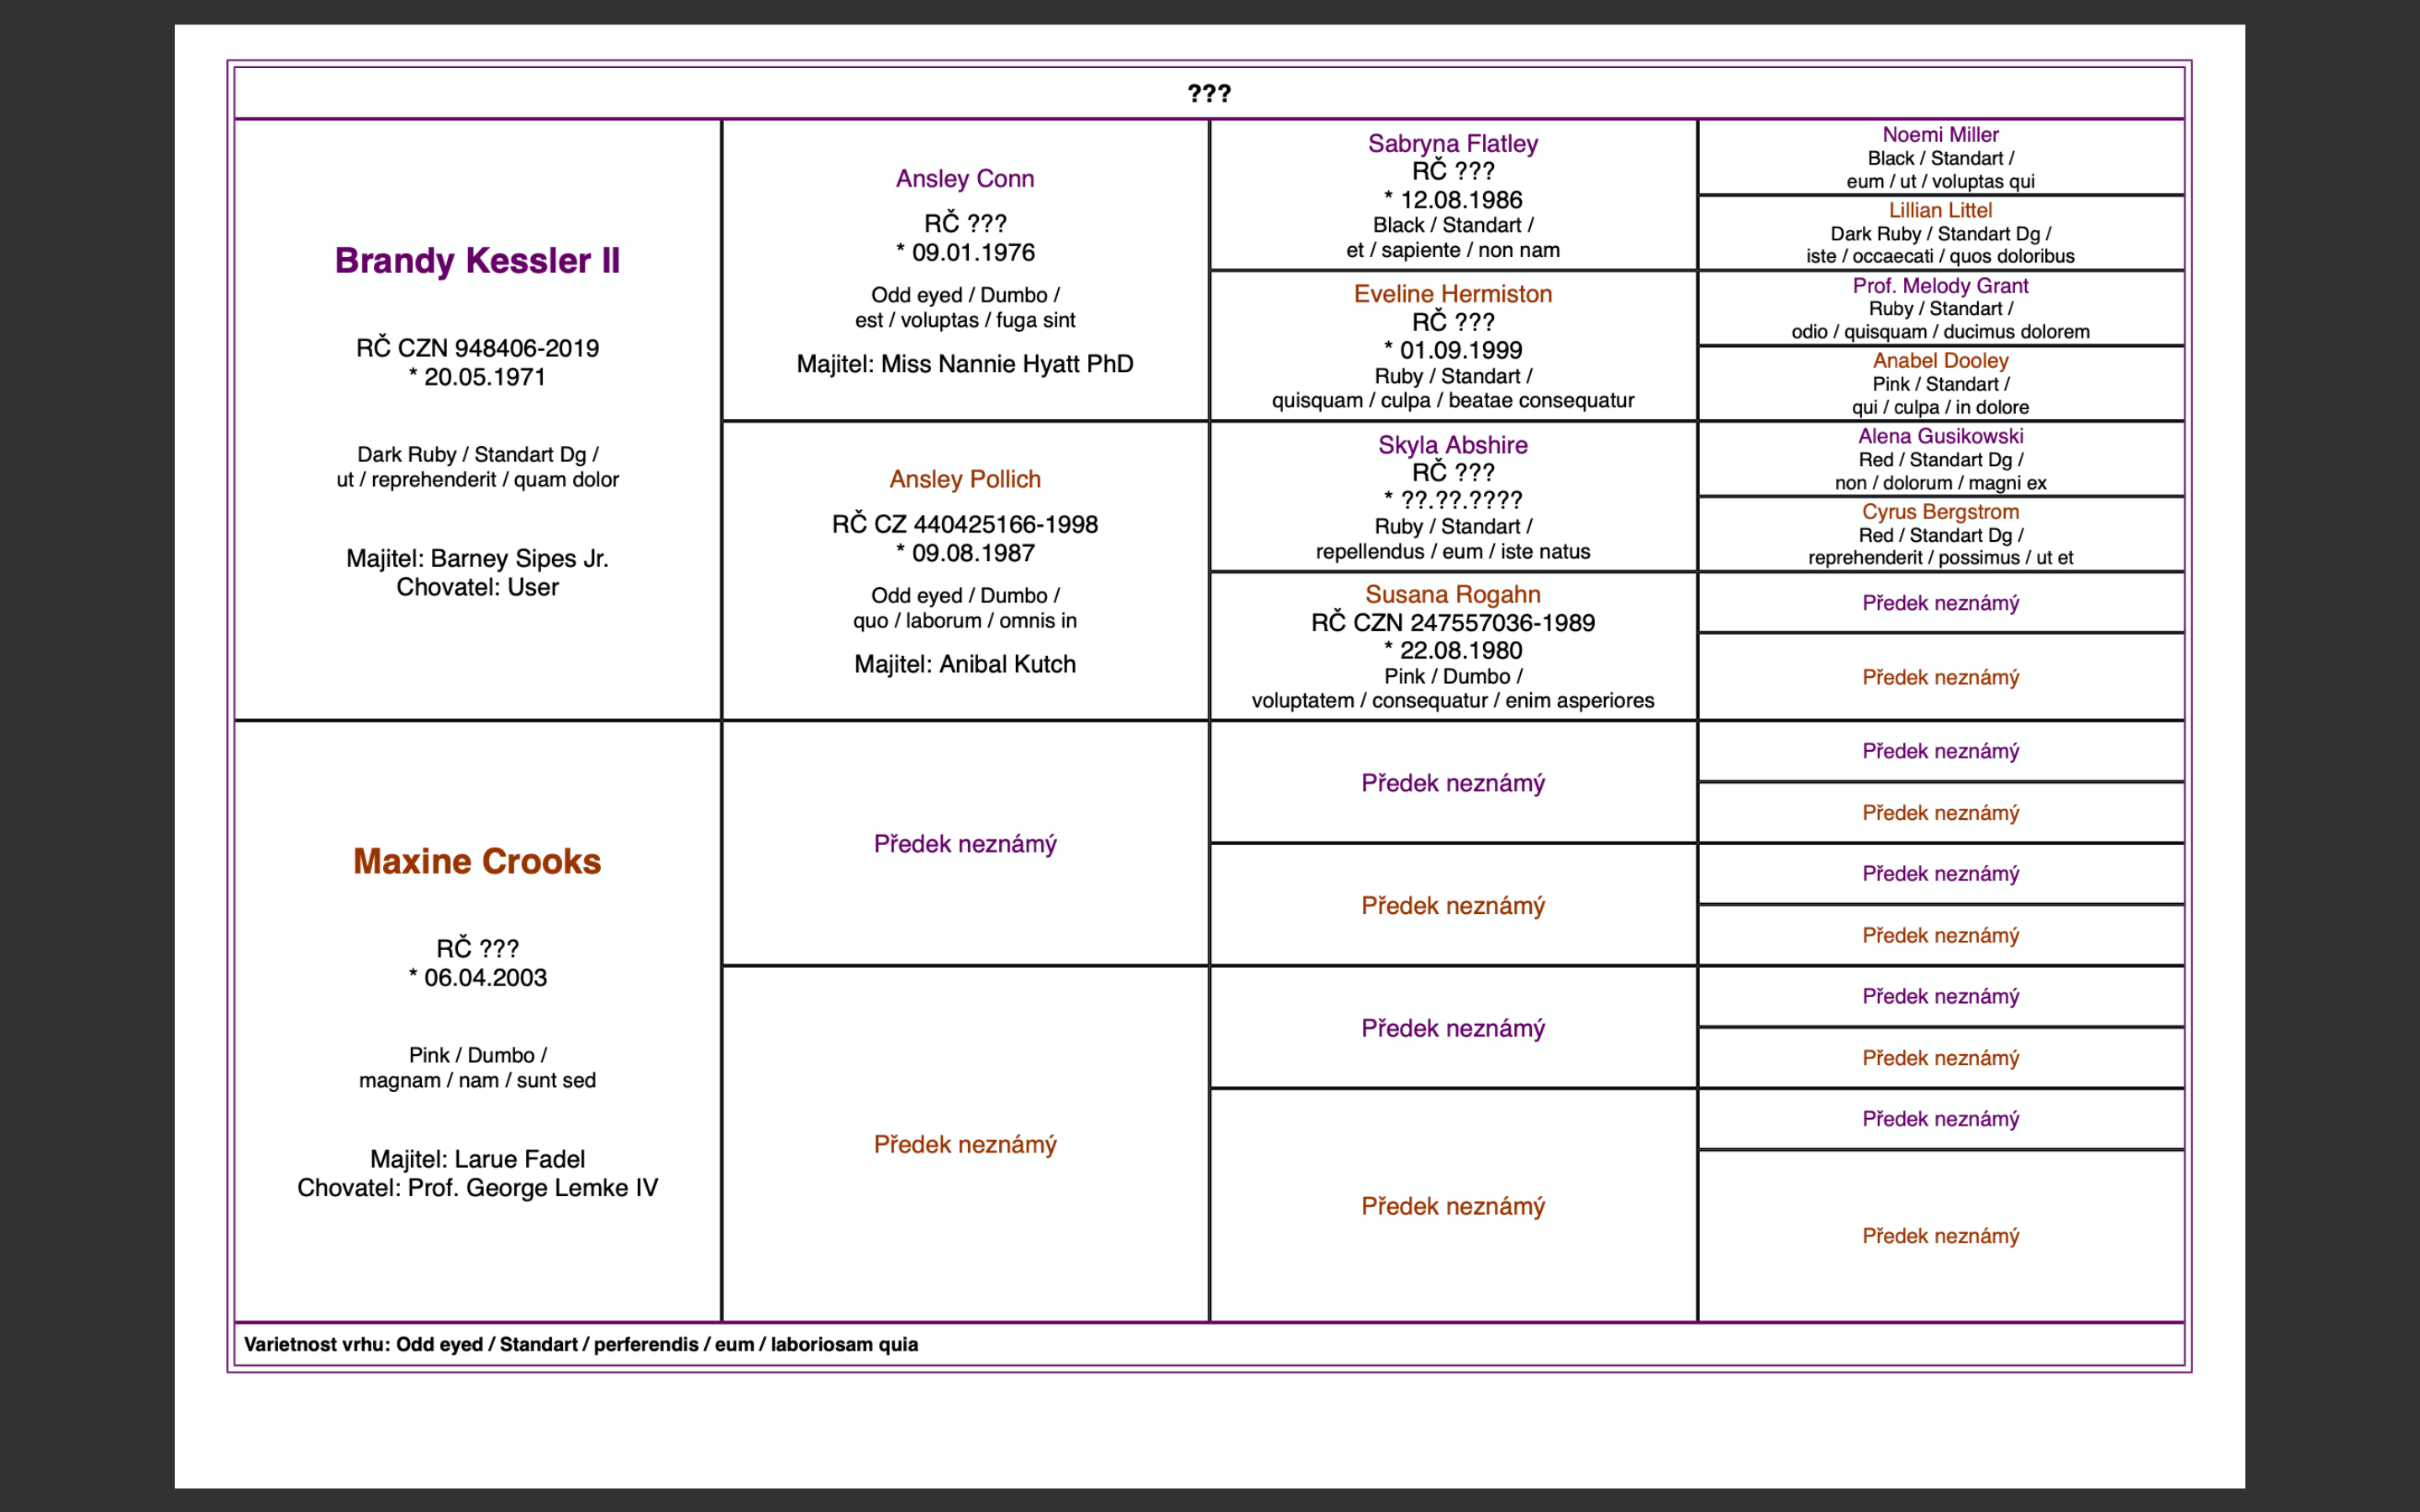 ???
Brandy Kessler II
RČ CZN 948406-2019
* 20.05.1971
Dark Ruby / Standart Dg /
ut / reprehenderit / quam dolor
Majitel: Barney Sipes Jr.
Chovatel: User
Maxine Crooks
RČ ???
* 06.04.2003
Pink / Dumbo /
magnam / nam / sunt sed
Majitel: Larue Fadel
Chovatel: Prof. George Lemke IV
Ansley Conn
RČ ???
* 09.01.1976
Odd eyed / Dumbo /
est / voluptas / fuga sint
Majitel: Miss Nannie Hyatt PhD
Ansley Pollich
RČ CZ 440425166-1998
* 09.08.1987
Odd eyed / Dumbo /
quo / laborum / omnis in
Majitel: Anibal Kutch
Předek neznámý
Předek neznámý
Sabryna Flatley
RČ ???
* 12.08.1986
Black / Standart /
et / sapiente / non nam
Eveline Hermiston
RČ ???
* 01.09.1999
Ruby / Standart /
quisquam / culpa / beatae consequatur
Skyla Abshire
RČ ???
* ??.??.????
Ruby / Standart /
repellendus / eum / iste natus
Susana Rogahn
RČ CZN 247557036-1989
* 22.08.1980
Pink / Dumbo /
voluptatem / consequatur / enim asperiores
Předek neznámý
Předek neznámý
Předek neznámý
Předek neznámý
Noemi Miller
Black / Standart /
eum / ut / voluptas qui
Lillian Littel
Dark Ruby / Standart Dg /
iste / occaecati / quos doloribus
Prof. Melody Grant
Ruby / Standart /
odio / quisquam / ducimus dolorem
Anabel Dooley
Pink / Standart /
qui / culpa / in dolore
Alena Gusikowski
Red / Standart Dg /
non / dolorum / magni ex
Cyrus Bergstrom
Red / Standart Dg /
reprehenderit / possimus / ut et
Předek neznámý
Předek neznámý
Předek neznámý
Předek neznámý
Předek neznámý
Předek neznámý
Předek neznámý
Předek neznámý
Předek neznámý
Předek neznámý
Varietnost vrhu: Odd eyed / Standart / perferendis / eum / laboriosam quia